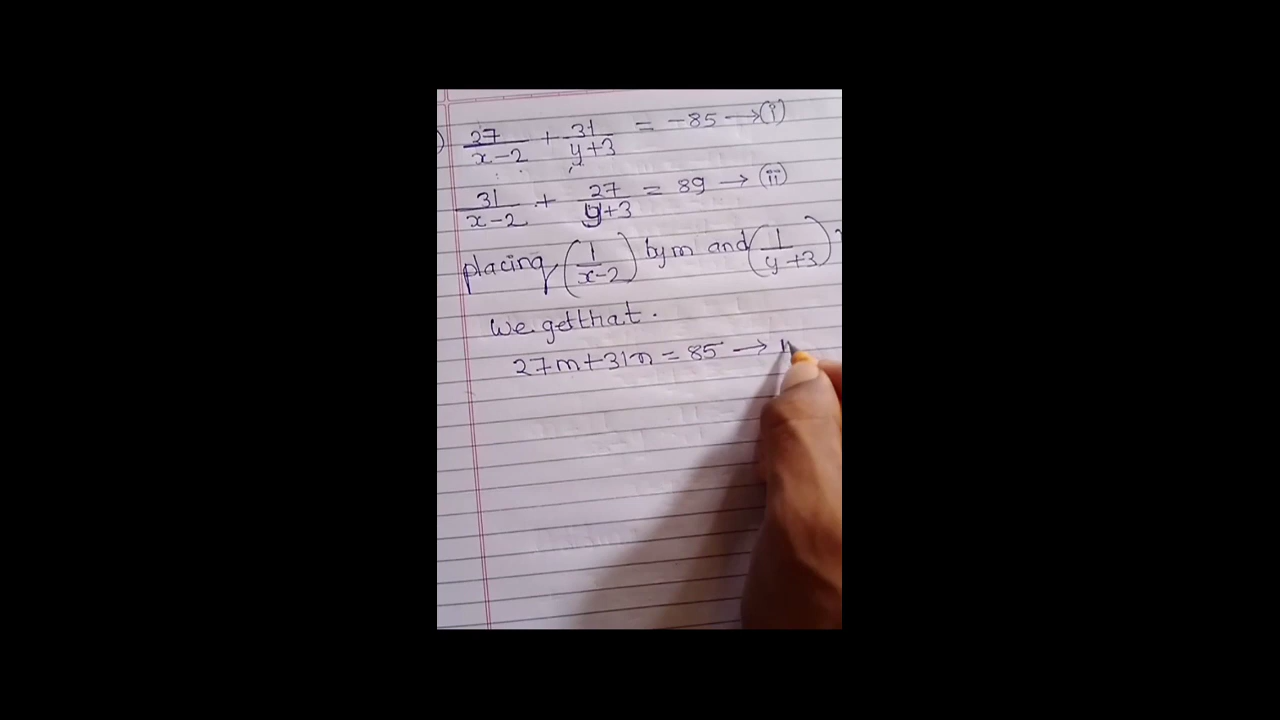 ) 27/(x-2) + 31/(y+3) = -85 → (i)
31/(x-2) + 27/(y+3) = 89 → (ii)
placing (1/(x-2)) by m and (1/(y+3))
we get that.
27m+31n = 85 →